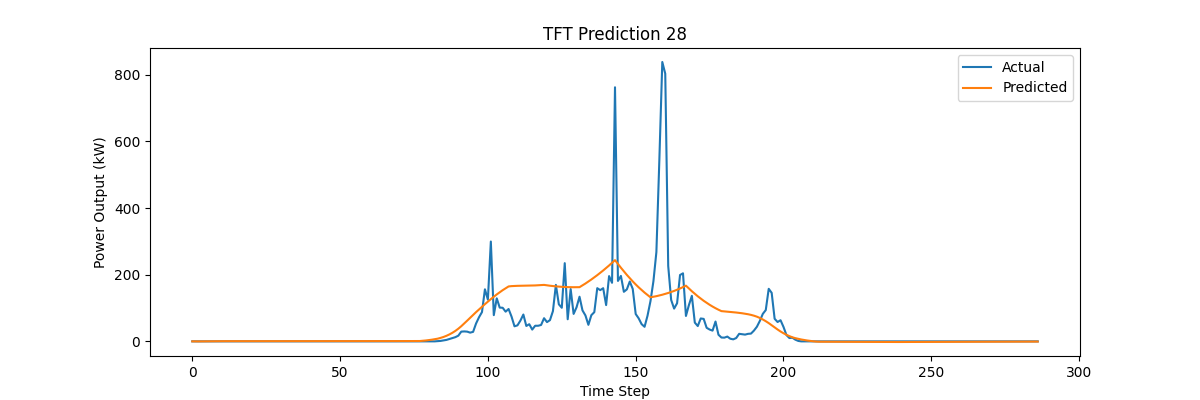 TFT Prediction 28
Actual
Predicted
Power Output (kW)
800
600
400
200
0
0 50 100 150 200 250 300
Time Step